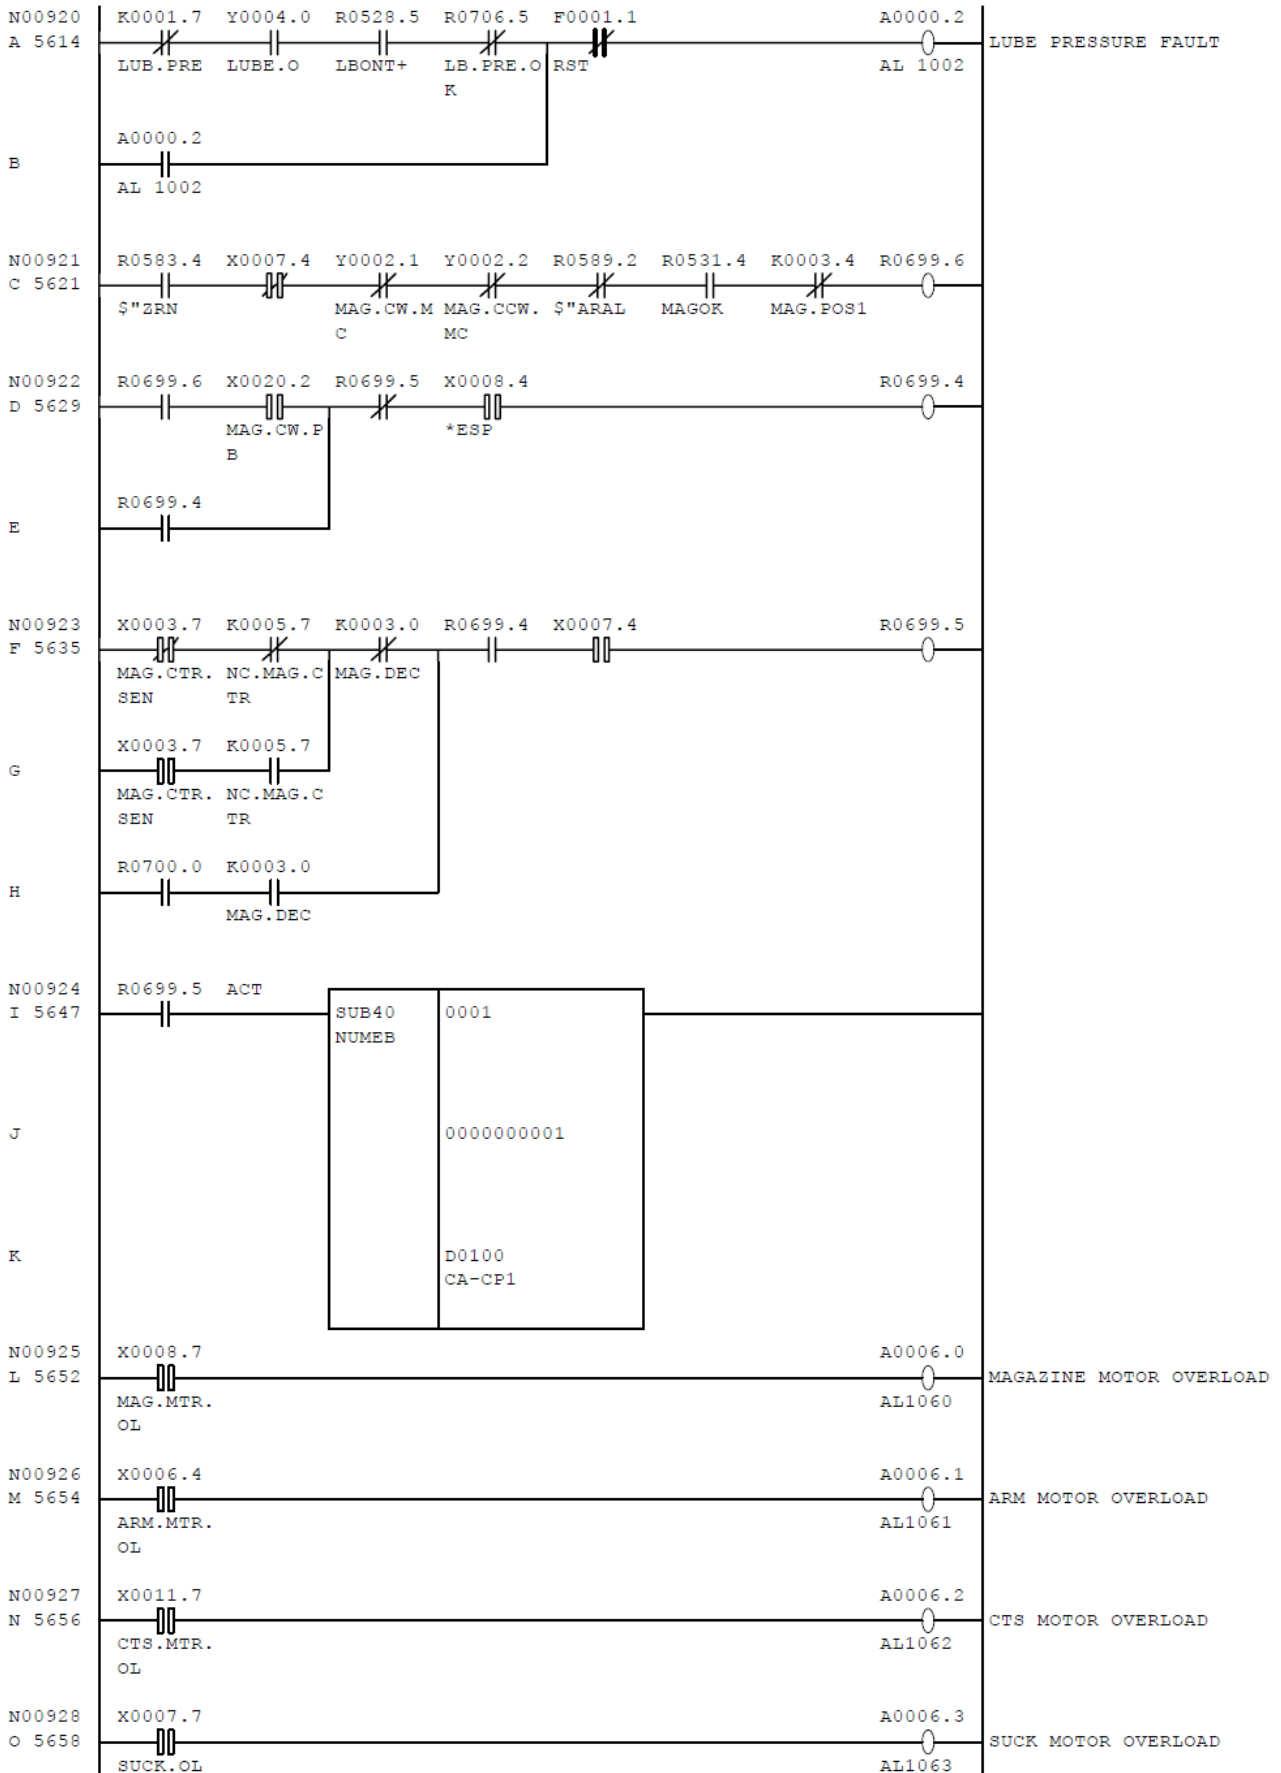 N00920 K0001.7 Y0004.0 R0528.5 R0706.5 F0001.1 A0000.2
A 5614 LUBE PRESSURE FAULT
LUB.PRE LUBE.O LBONT+ LB.PRE.O RST AL 1002
K
A0000.2
B
AL 1002
N00921 R0583.4 X0007.4 Y0002.1 Y0002.2 R0589.2 R0531.4 K0003.4 R0699.6
C 5621
$"ZRN MAG.CW.M MAG.CCW. $"ARAL MAGOK MAG.POS1
C MC
N00922 R0699.6 X0020.2 R0699.5 X0008.4 R0699.4
D 5629
MAG.CW.P *ESP
B
R0699.4
E
N00923 X0003.7 K0005.7 K0003.0 R0699.4 X0007.4 R0699.5
F 5635
MAG.CTR. NC.MAG.C MAG.DEC
SEN TR
X0003.7 K0005.7
G
MAG.CTR. NC.MAG.C
SEN TR
R0700.0 K0003.0
H
MAG.DEC
N00924 R0699.5 ACT
I 5647 SUB40 0001
NUMEB
J 0000000001
K D0100
CA-CP1
N00925 X0008.7 A0006.0
L 5652 MAGAZINE MOTOR OVERLOAD
MAG.MTR. AL1060
OL
N00926 X0006.4 A0006.1
M 5654 ARM MOTOR OVERLOAD
ARM.MTR. AL1061
OL
N00927 X0011.7 A0006.2
N 5656 CTS MOTOR OVERLOAD
CTS.MTR. AL1062
OL
N00928 X0007.7 A0006.3
O 5658 SUCK MOTOR OVERLOAD
SUCK.OL AL1063